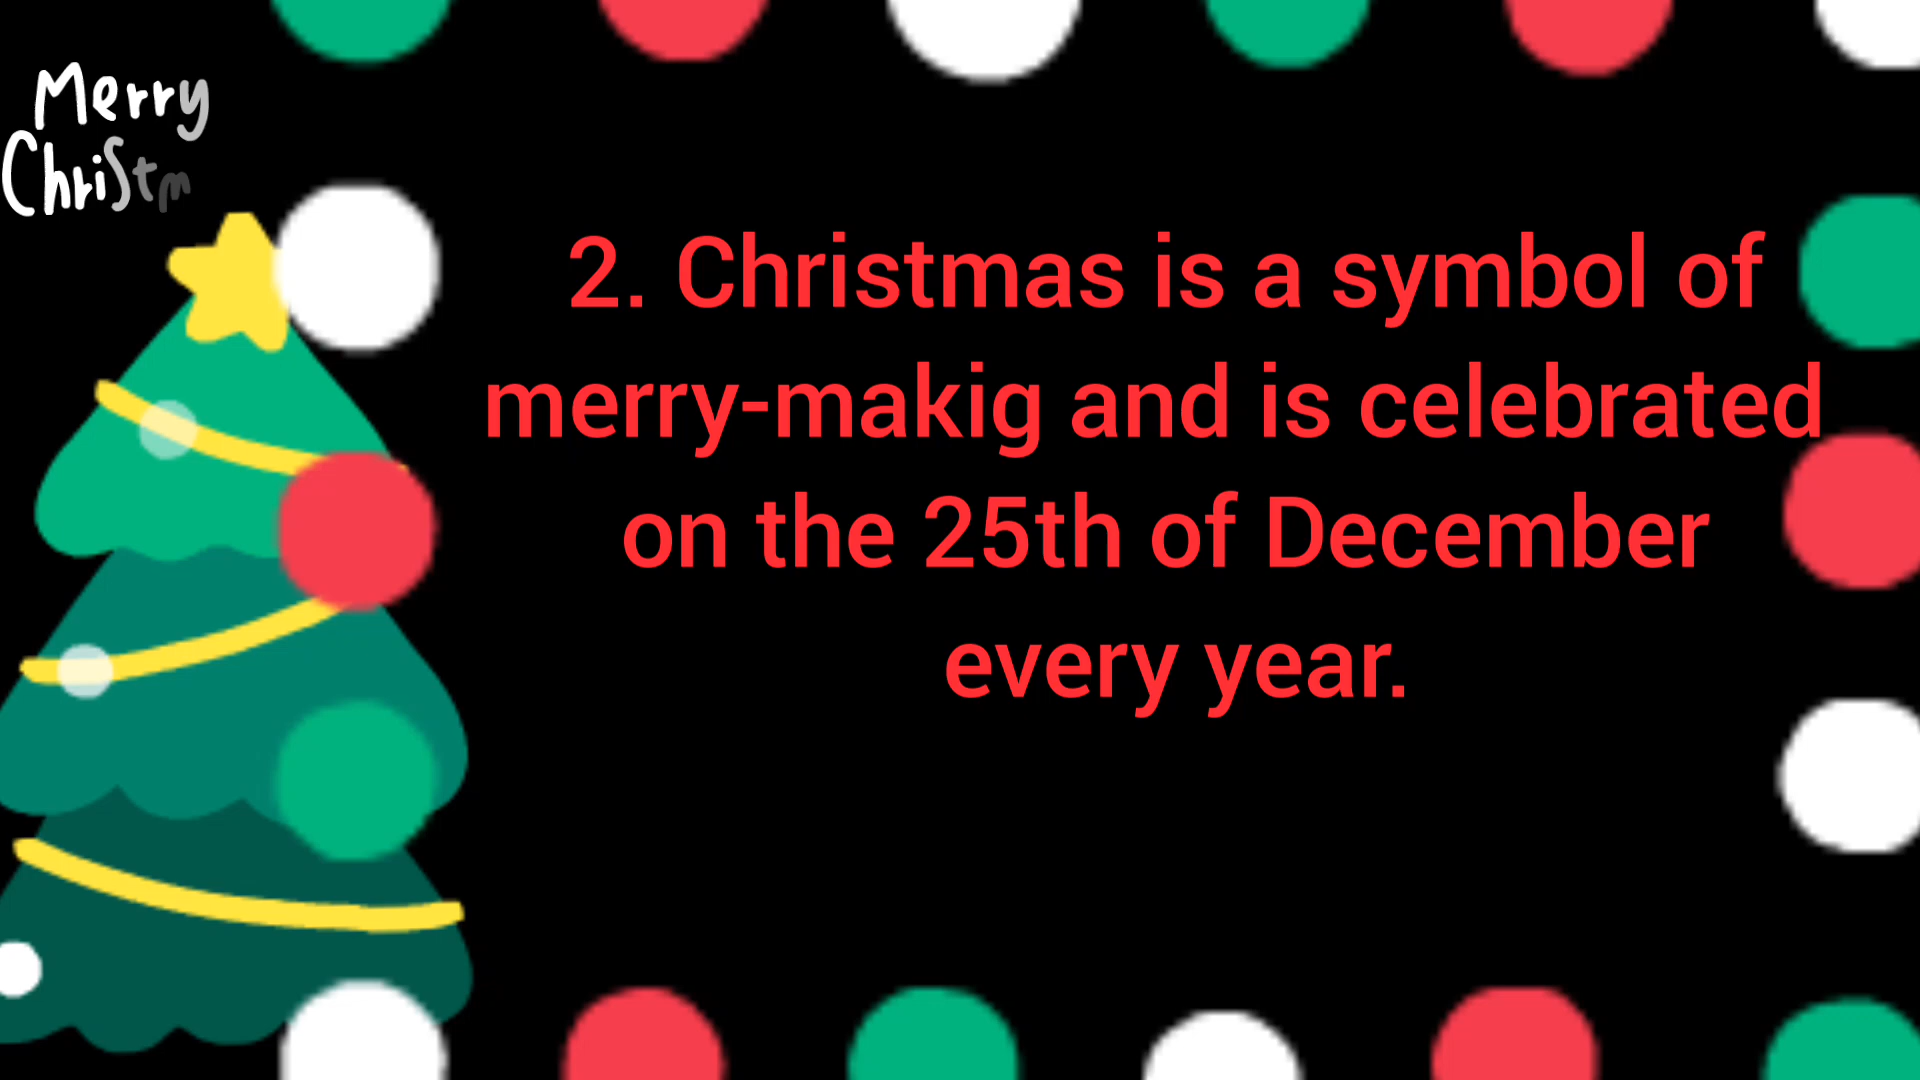 Merry
Christm
2. Christmas is a symbol of
merry-makig and is celebrated
on the 25th of December
every year.